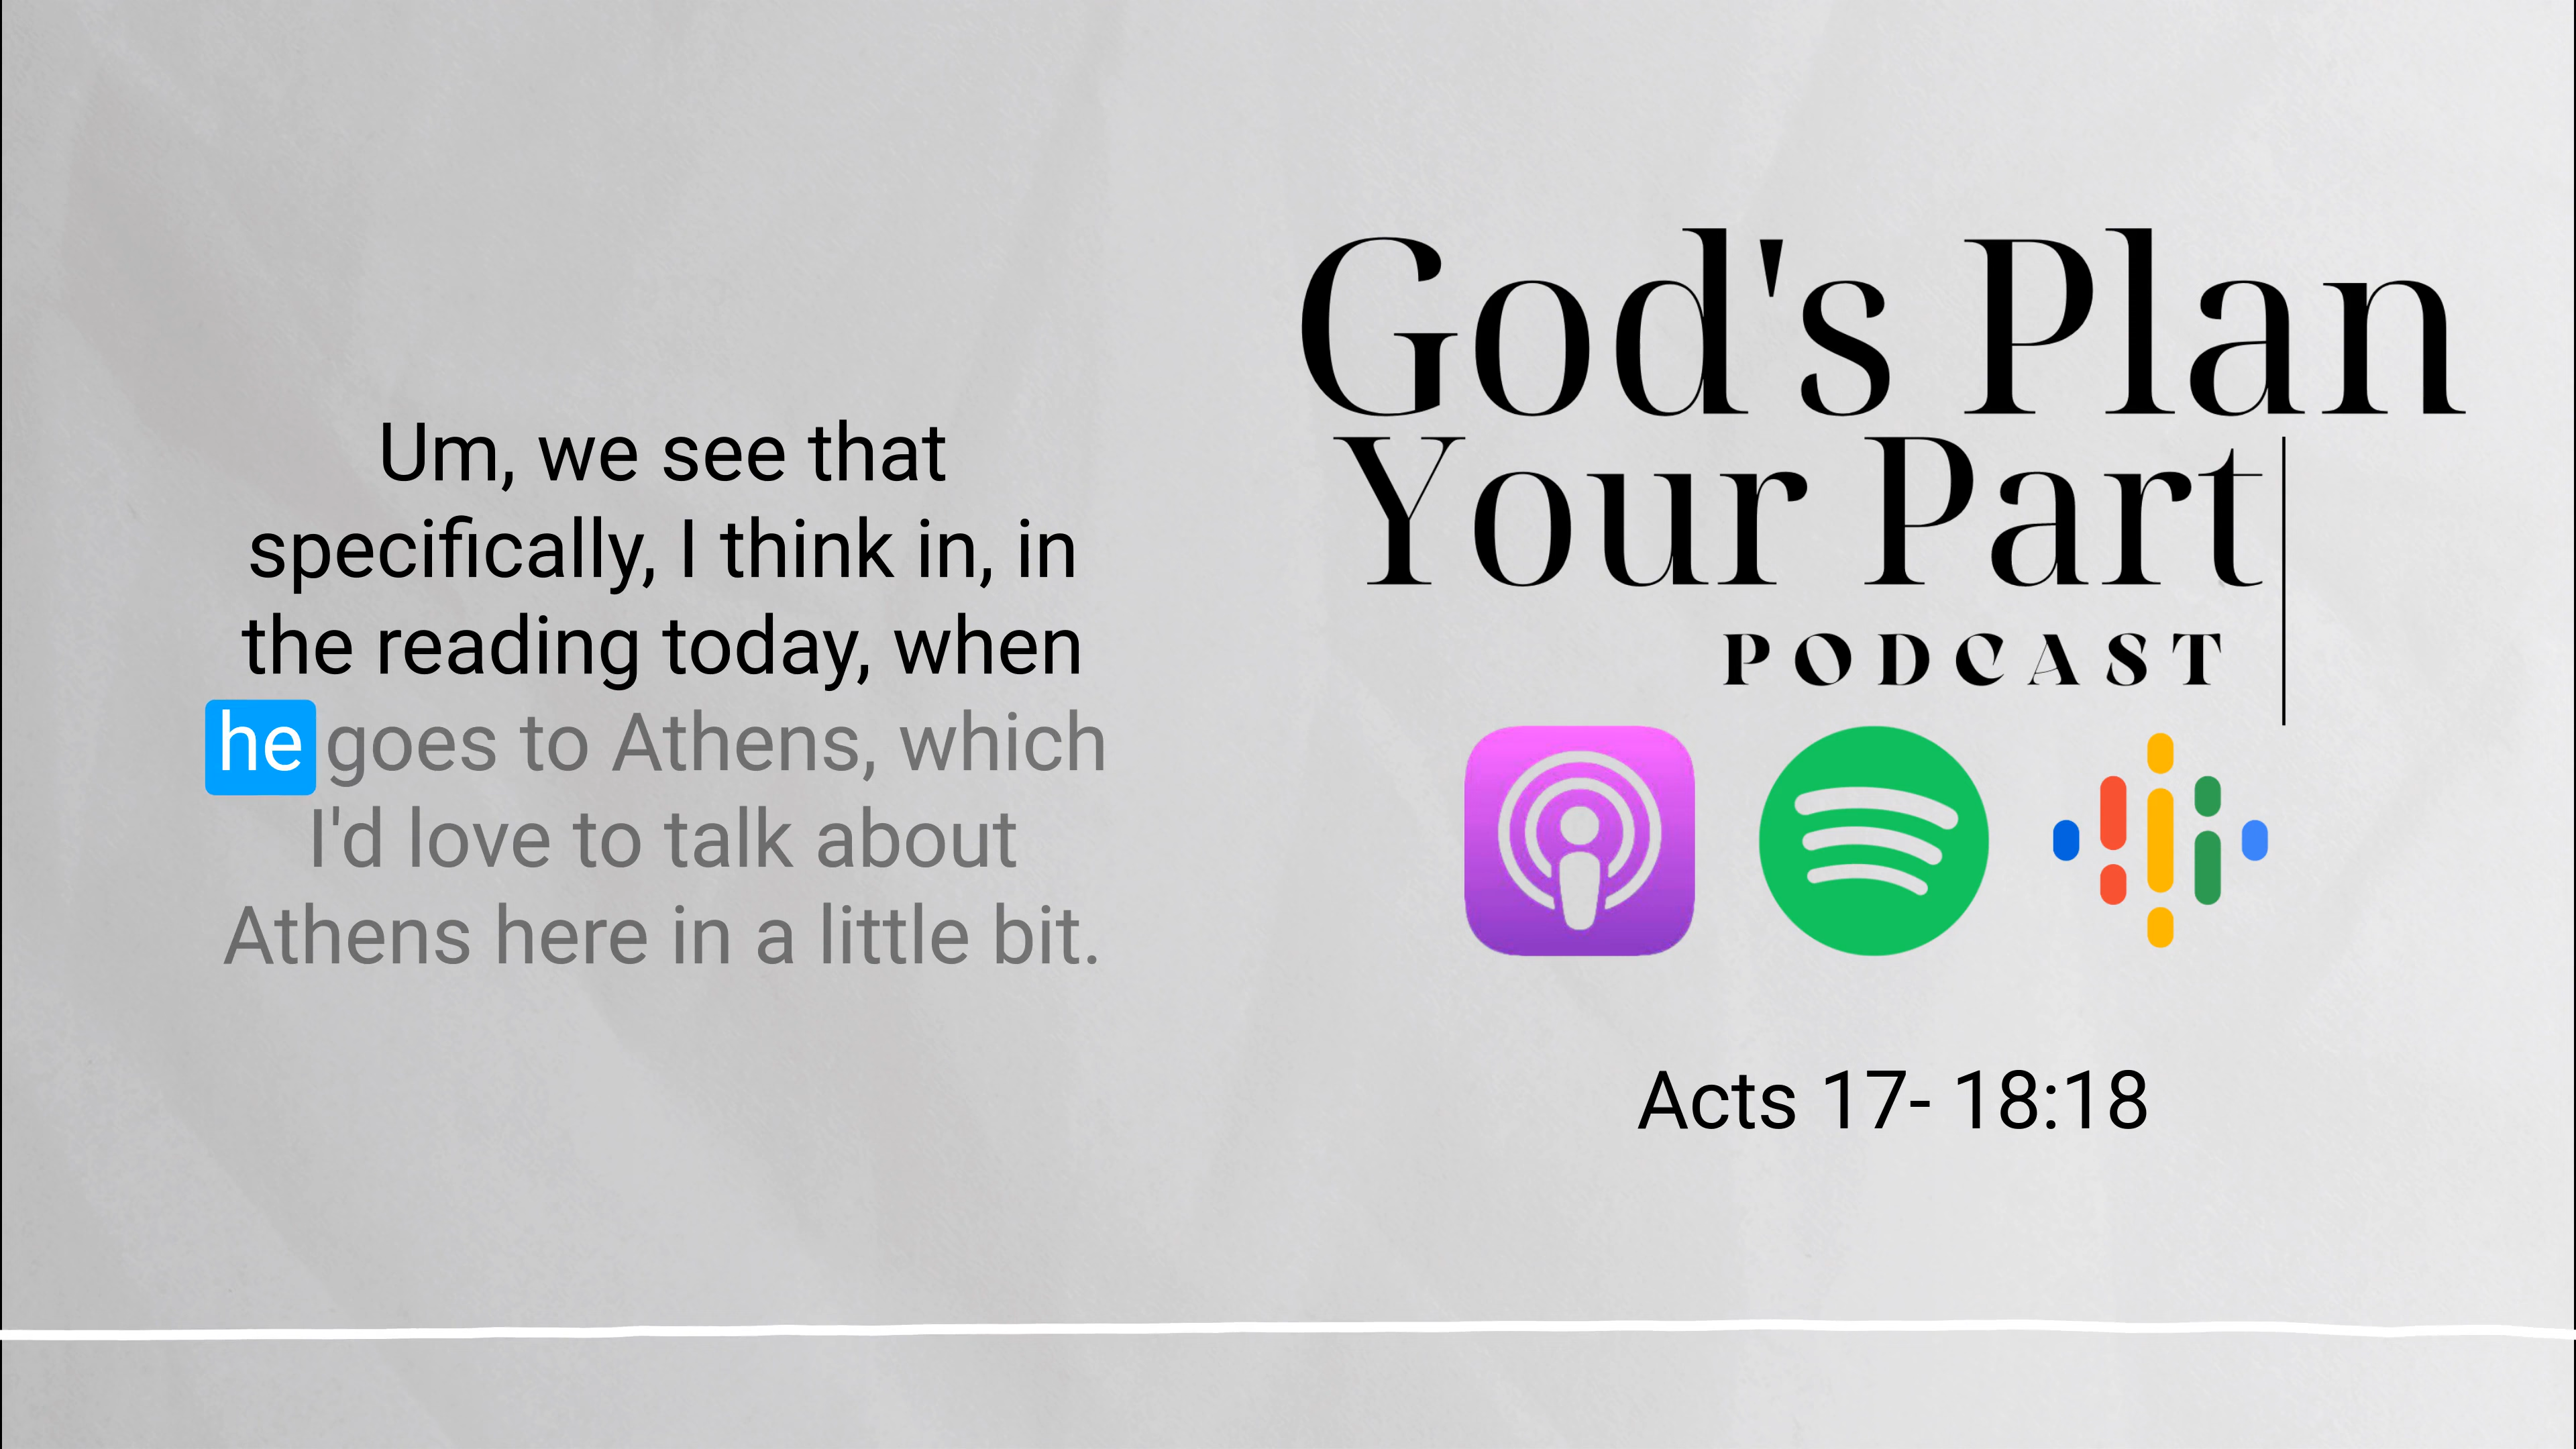 Um, we see that
specifically, I think in, in
the reading today, when
he goes to Athens, which
I'd love to talk about
Athens here in a little bit.
God's Plan
Your Part
PODCAST
Acts 17- 18:18